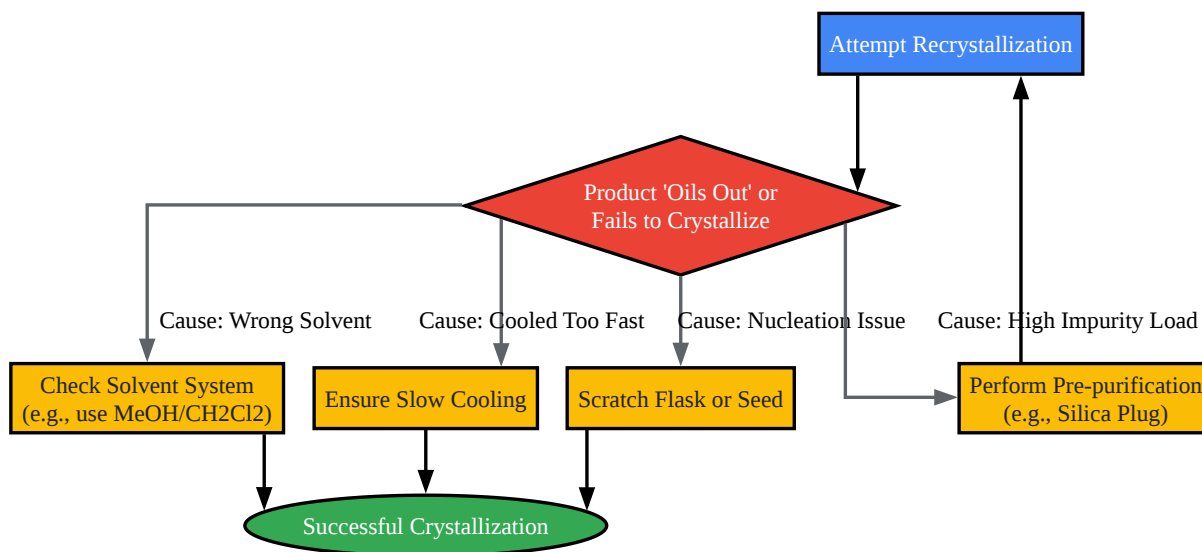 Attempt Recrystallization
Product 'Oils Out' or
Fails to Crystallize
Cause: Wrong Solvent
Cause: Cooled Too Fast
Cause: Nucleation Issue
Cause: High Impurity Load
Check Solvent System
(e.g., use MeOH/CH2Cl2)
Ensure Slow Cooling
Scratch Flask or Seed
Perform Pre-purification
(e.g., Silica Plug)
Successful Crystallization